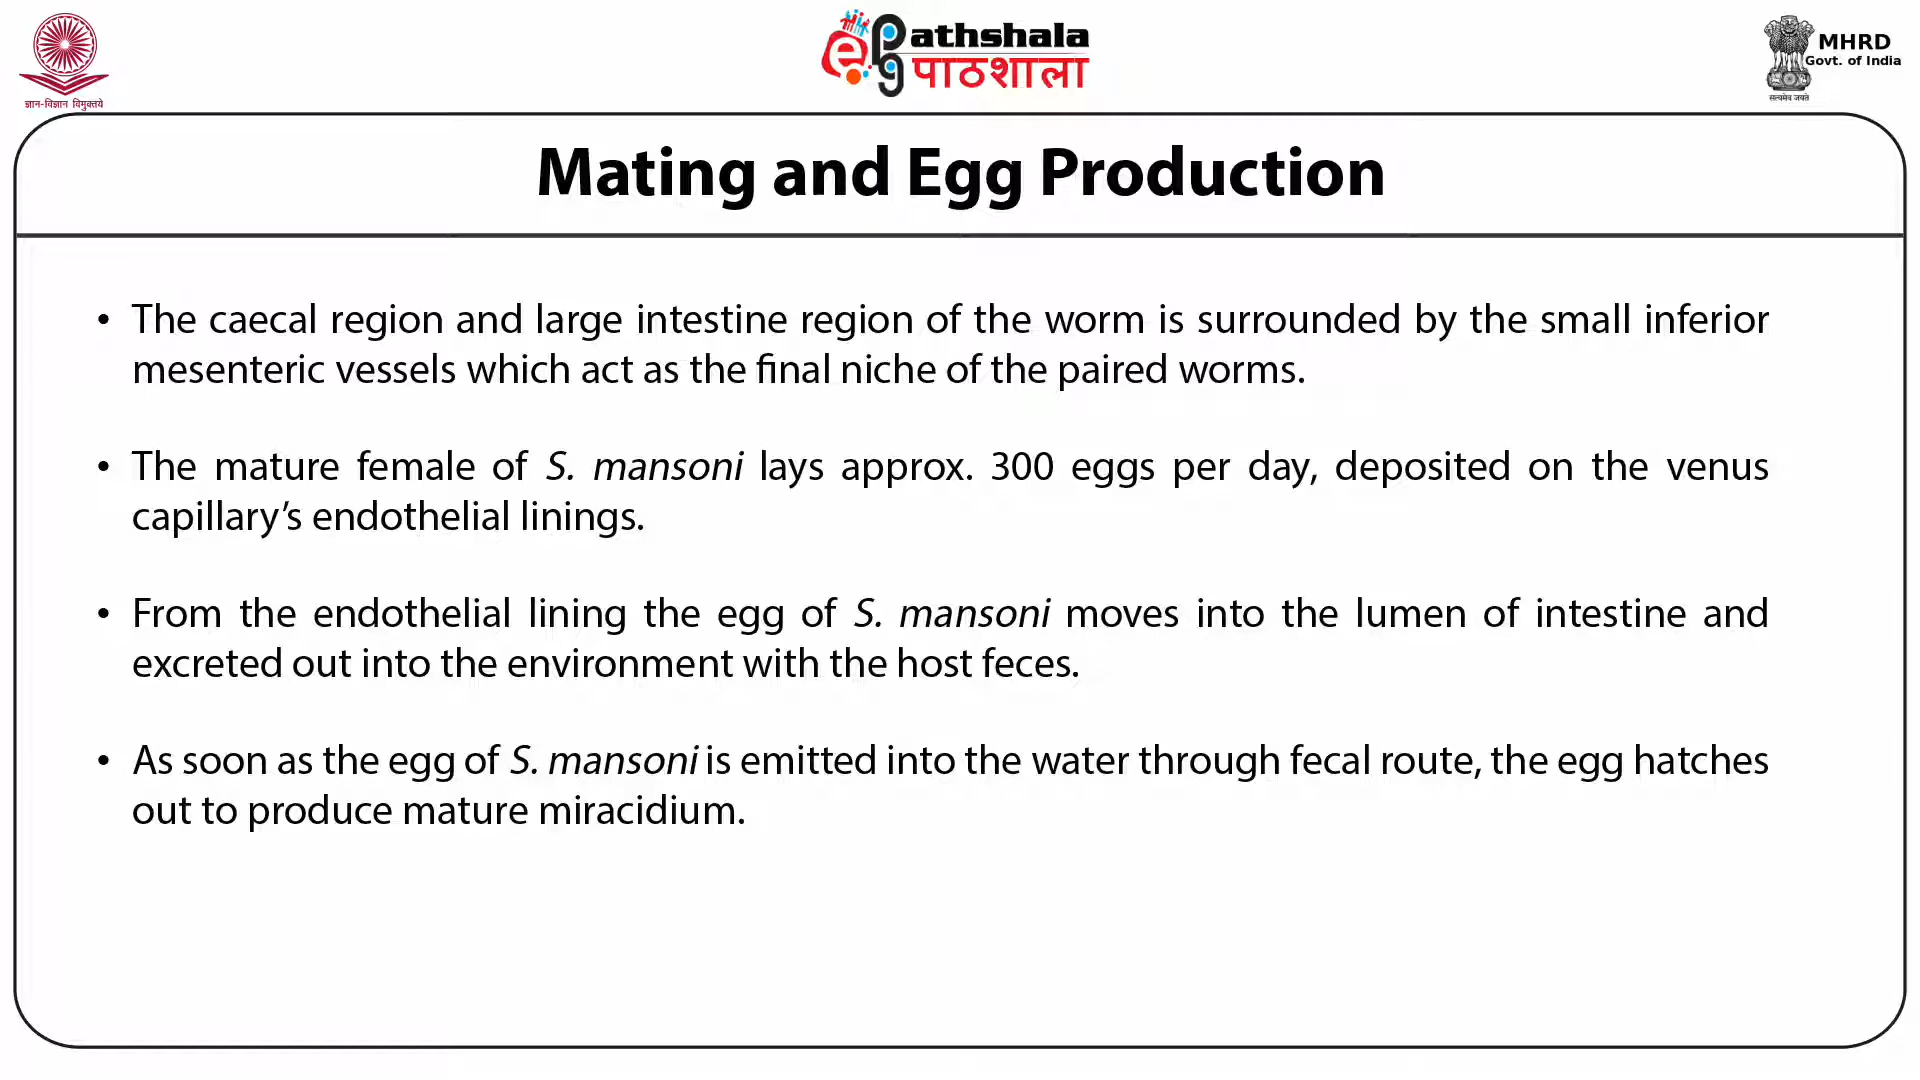 ज्ञान-विज्ञान विमुक्तये
ePathshala
पाठशाला
MHRD
Govt. of India
सत्यमेव जयते
Mating and Egg Production
• The caecal region and large intestine region of the worm is surrounded by the small inferior
mesenteric vessels which act as the final niche of the paired worms.
• The mature female of S. mansoni lays approx. 300 eggs per day, deposited on the venus
capillary’s endothelial linings.
• From the endothelial lining the egg of S. mansoni moves into the lumen of intestine and
excreted out into the environment with the host feces.
• As soon as the egg of S. mansoni is emitted into the water through fecal route, the egg hatches
out to produce mature miracidium.